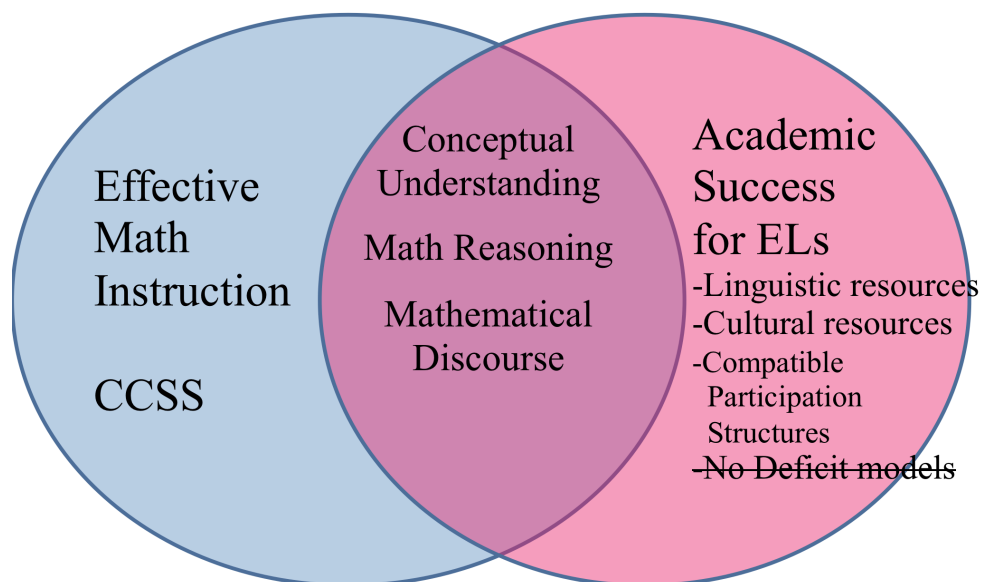 Effective
Math
Instruction
CCSS
Conceptual
Understanding
Math Reasoning
Mathematical
Discourse
Academic
Success
for ELs
-Linguistic resources
-Cultural resources
-Compatible
Participation
Structures
-No Deficit models